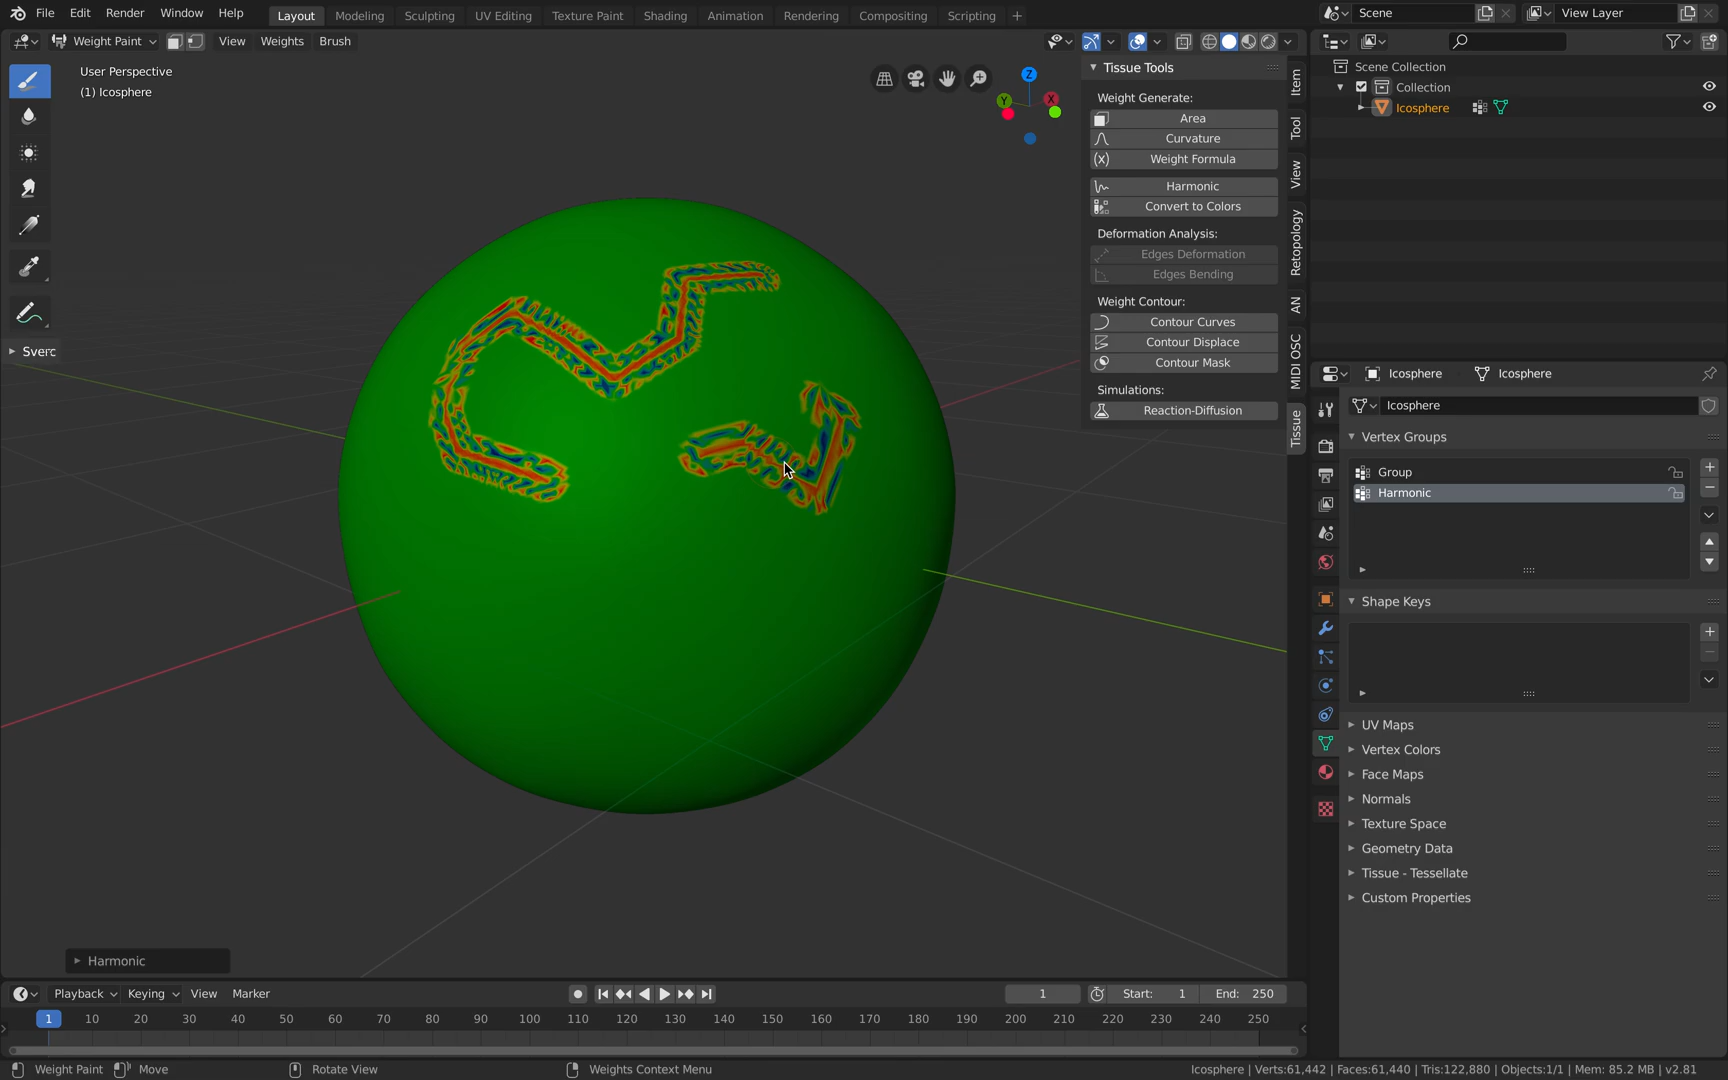 File Edit Render Window Help Layout Modeling Sculpting UV Editing Texture Paint Shading Animation Rendering Compositing Scripting + Scene View Layer
Weight Paint View Weights Brush
User Perspective
(1) Icosphere
Z
Y
X
Sverc
Harmonic
Tissue Tools
Weight Generate:
Area
Curvature
(x) Weight Formula
Harmonic
Convert to Colors
Deformation Analysis:
Edges Deformation
Edges Bending
Weight Contour:
Contour Curves
Contour Displace
Contour Mask
Simulations:
Reaction-Diffusion
Item
Tool
View
Retopology
AN
MIDI OSC
Tissue
Scene Collection
Collection
Icosphere
Icosphere Icosphere
Icosphere
Vertex Groups
Group
Harmonic
Shape Keys
UV Maps
Vertex Colors
Face Maps
Normals
Texture Space
Geometry Data
Tissue - Tessellate
Custom Properties
Playback Keying View Marker 1 Start: 1 End: 250
1 10 20 30 40 50 60 70 80 90 100 110 120 130 140 150 160 170 180 190 200 210 220 230 240 250
Weight Paint Move Rotate View Weights Context Menu Icosphere | Verts:61,442 | Faces:61,440 | Tris:122,880 | Objects:1/1 | Mem: 85.2 MB | v2.81